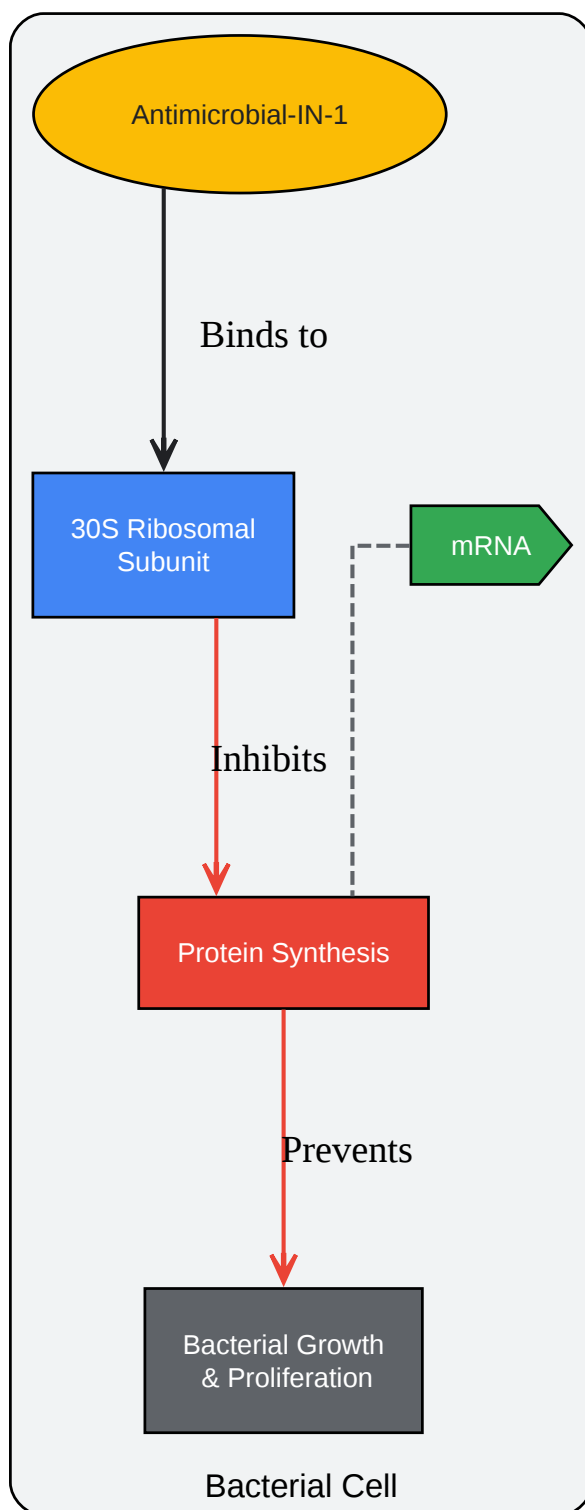 Antimicrobial-IN-1
Binds to
30S Ribosomal
Subunit
mRNA
Inhibits
Protein Synthesis
Prevents
Bacterial Growth
& Proliferation
Bacterial Cell